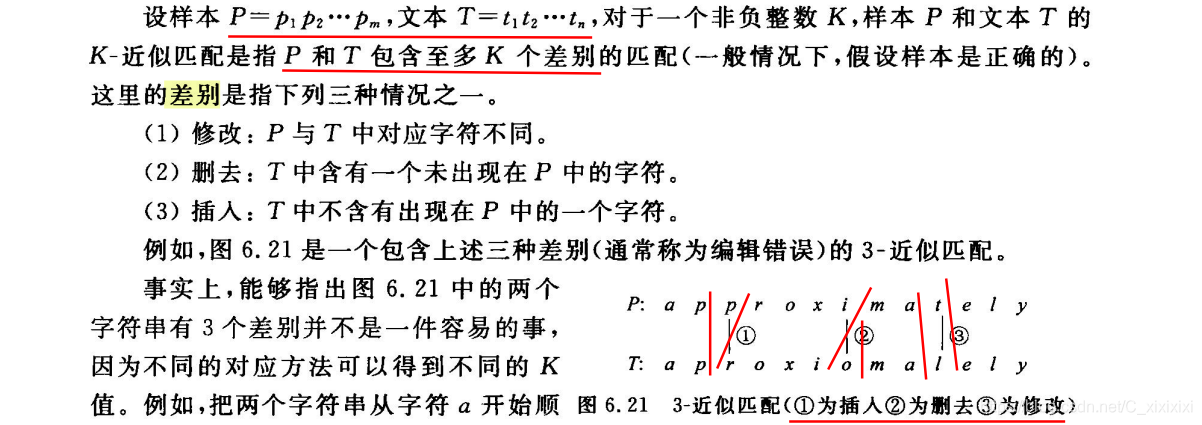 设样本 P=p₁p₂⋯pₘ,文本 T=t₁t₂⋯tₙ,对于一个非负整数 K,样本 P 和文本 T 的
K-近似匹配是指 P 和 T 包含至多 K 个差别的匹配(一般情况下,假设样本是正确的)。
这里的差别是指下列三种情况之一。
(1) 修改:P 与 T 中对应字符不同。
(2) 删去:T 中含有一个未出现在 P 中的字符。
(3) 插入:T 中不含有出现在 P 中的一个字符。
例如,图 6.21 是一个包含上述三种差别(通常称为编辑错误)的 3-近似匹配。
事实上,能够指出图 6.21 中的两个
字符串有 3 个差别并不是一件容易的事,
因为不同的对应方法可以得到不同的 K
值。例如,把两个字符串从字符 a 开始顺
P: a p p r o x i m a t e l y
① ② ③
T: a p r o x i o m a l e l y
图 6.21 3-近似匹配(①为插入②为删去③为修改)